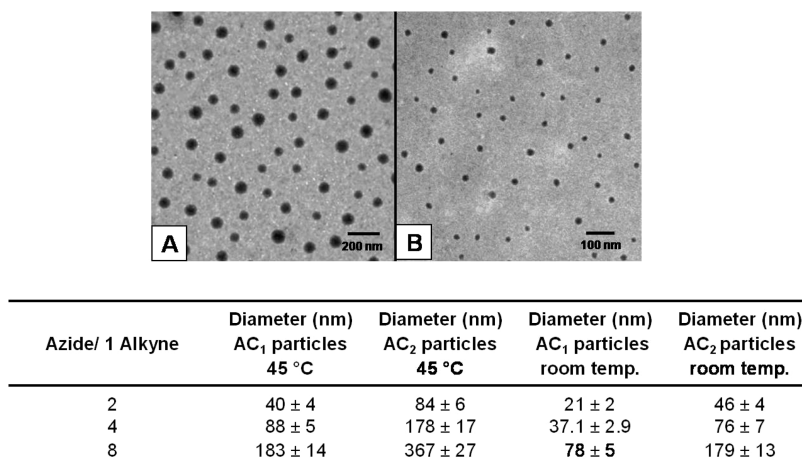 A
200 nm
B
100 nm
Azide/ 1 Alkyne
Diameter (nm)
AC₁ particles
45 °C
Diameter (nm)
AC₂ particles
45 °C
Diameter (nm)
AC₁ particles
room temp.
Diameter (nm)
AC₂ particles
room temp.
2 40 ± 4 84 ± 6 21 ± 2 46 ± 4
4 88 ± 5 178 ± 17 37.1 ± 2.9 76 ± 7
8 183 ± 14 367 ± 27 78 ± 5 179 ± 13